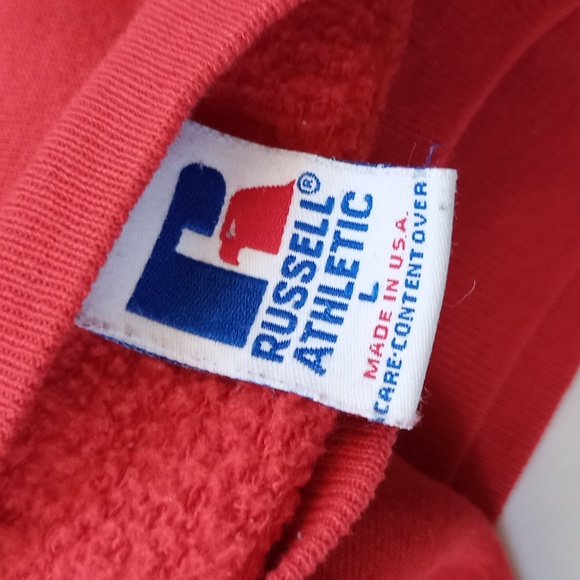 RUSSELL®
ATHLETIC
L
MADE IN U.S.A.
CARE·CONTENT OVER